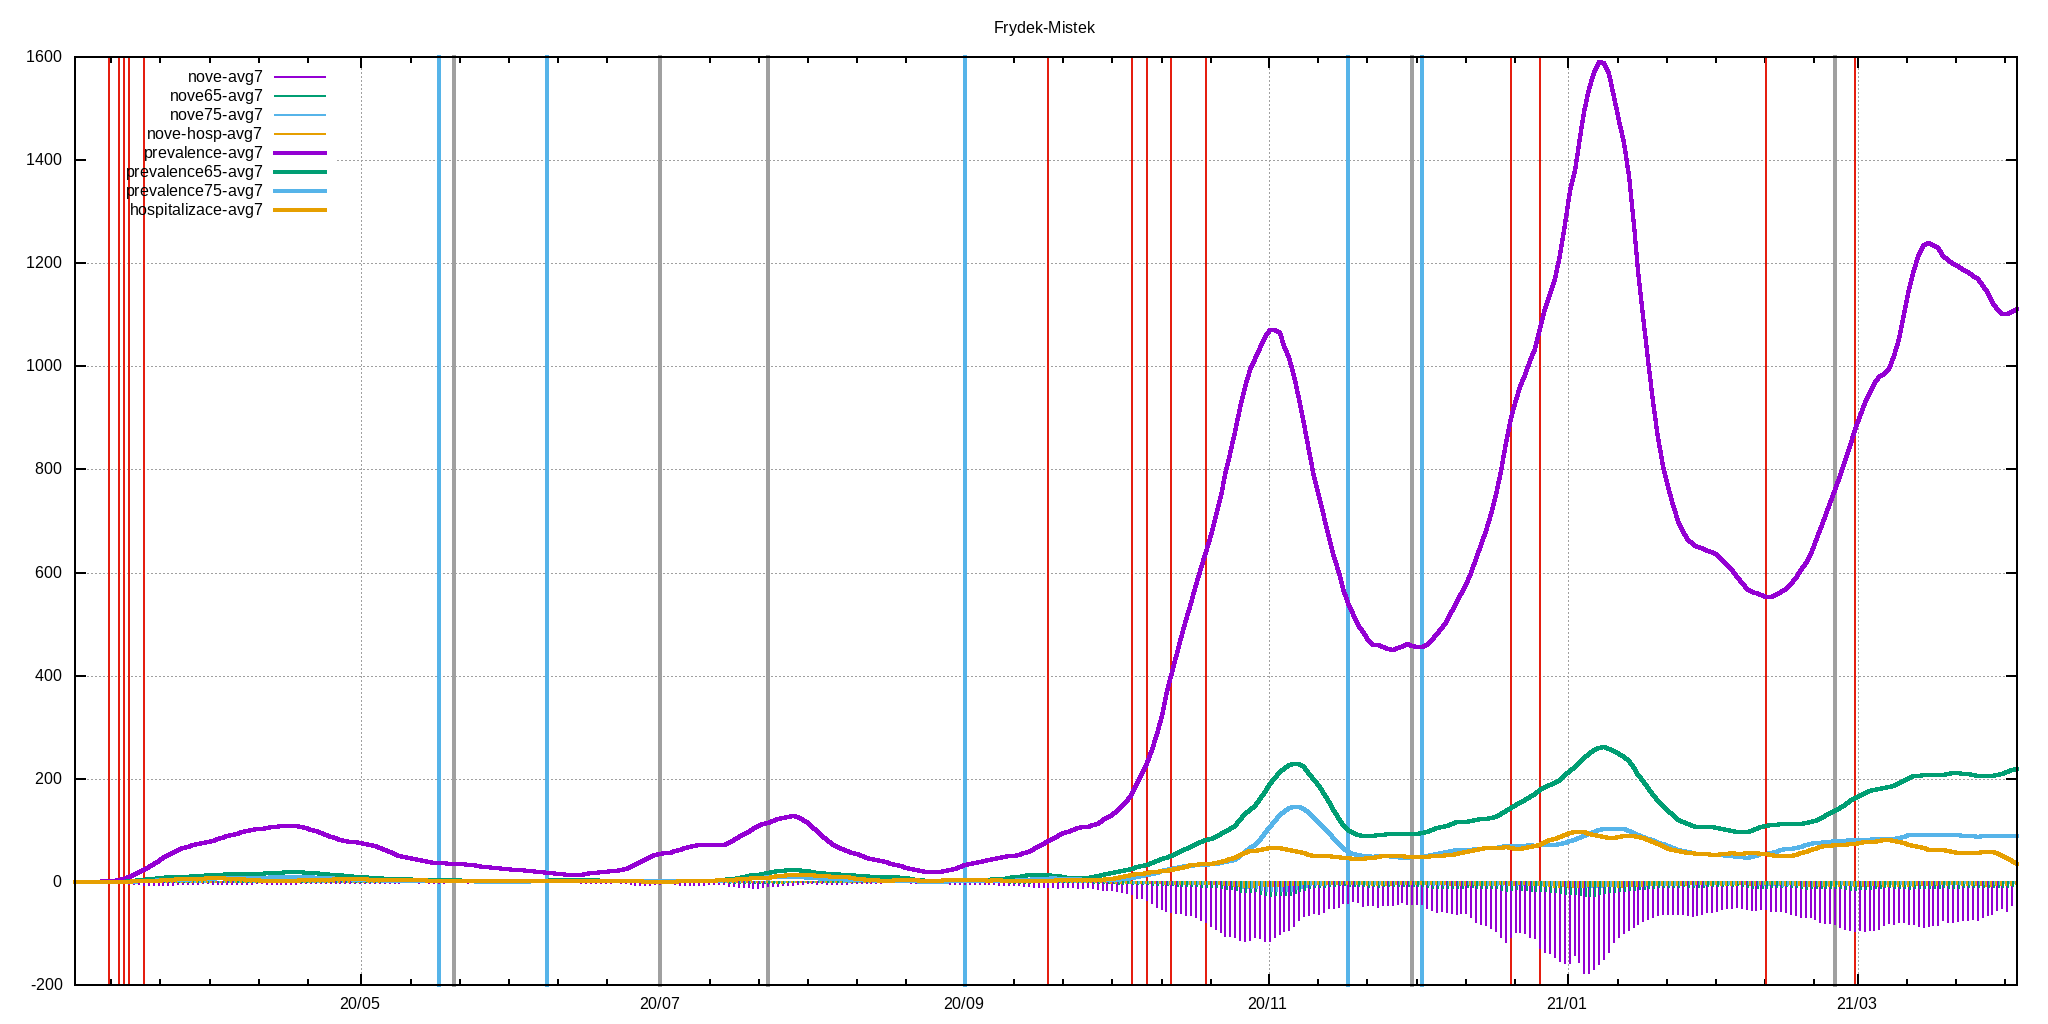 Frydek-Mistek
1600
1400
1200
1000
800
600
400
200
0
-200
nove-avg7
nove65-avg7
nove75-avg7
nove-hosp-avg7
prevalence-avg7
prevalence65-avg7
prevalence75-avg7
hospitalizace-avg7
20/05 20/07 20/09 20/11 21/01 21/03